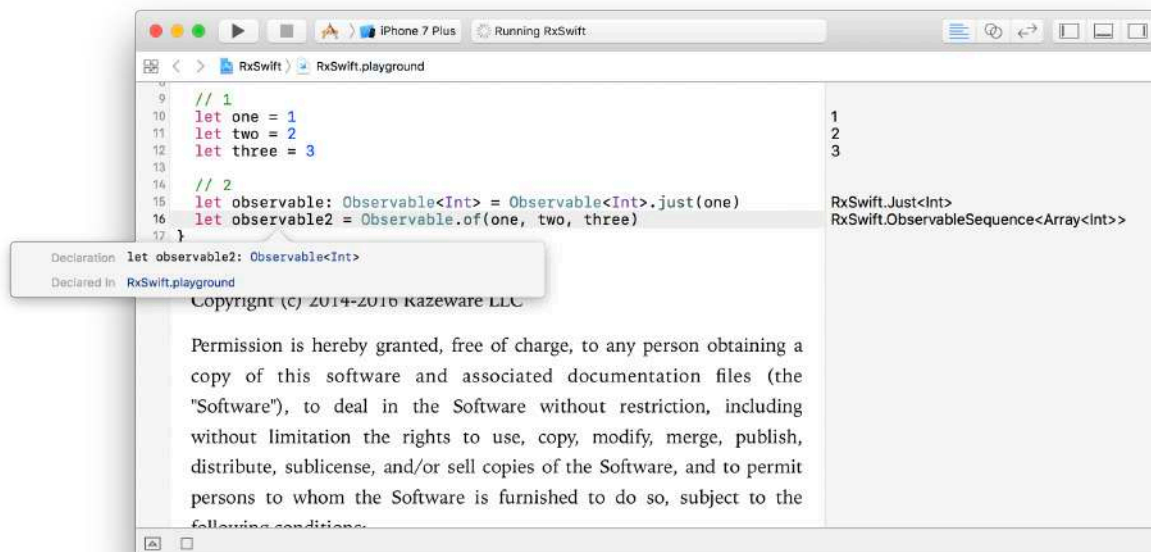 iPhone 7 Plus
Running RxSwift
RxSwift
RxSwift.playground
9 // 1
10 let one = 1
1
11 let two = 2
2
12 let three = 3
3
13
14 // 2
15 let observable: Observable<Int> = Observable<Int>.just(one)
RxSwift.Just<Int>
16 let observable2 = Observable.of(one, two, three)
RxSwift.ObservableSequence<Array<Int>>
17 }
Declaration let observable2: Observable<Int>
Declared In RxSwift.playground
Copyright (c) 2014-2016 Razeware LLC
Permission is hereby granted, free of charge, to any person obtaining a
copy of this software and associated documentation files (the
"Software"), to deal in the Software without restriction, including
without limitation the rights to use, copy, modify, merge, publish,
distribute, sublicense, and/or sell copies of the Software, and to permit
persons to whom the Software is furnished to do so, subject to the
following conditions: